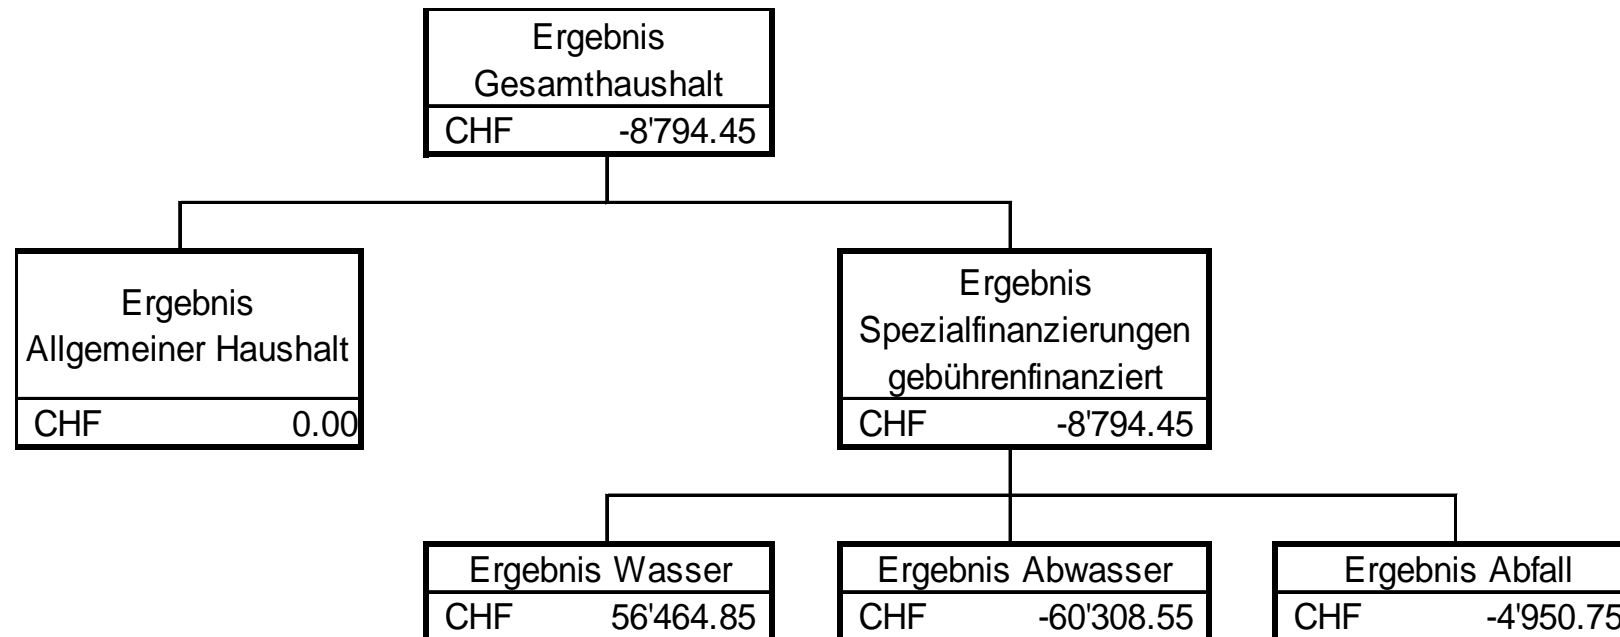 Ergebnis
Gesamthaushalt
CHF -8'794.45
Ergebnis
Allgemeiner Haushalt
CHF 0.00
Ergebnis
Spezialfinanzierungen
gebührenfinanziert
CHF -8'794.45
Ergebnis Wasser
CHF 56'464.85
Ergebnis Abwasser
CHF -60'308.55
Ergebnis Abfall
CHF -4'950.75